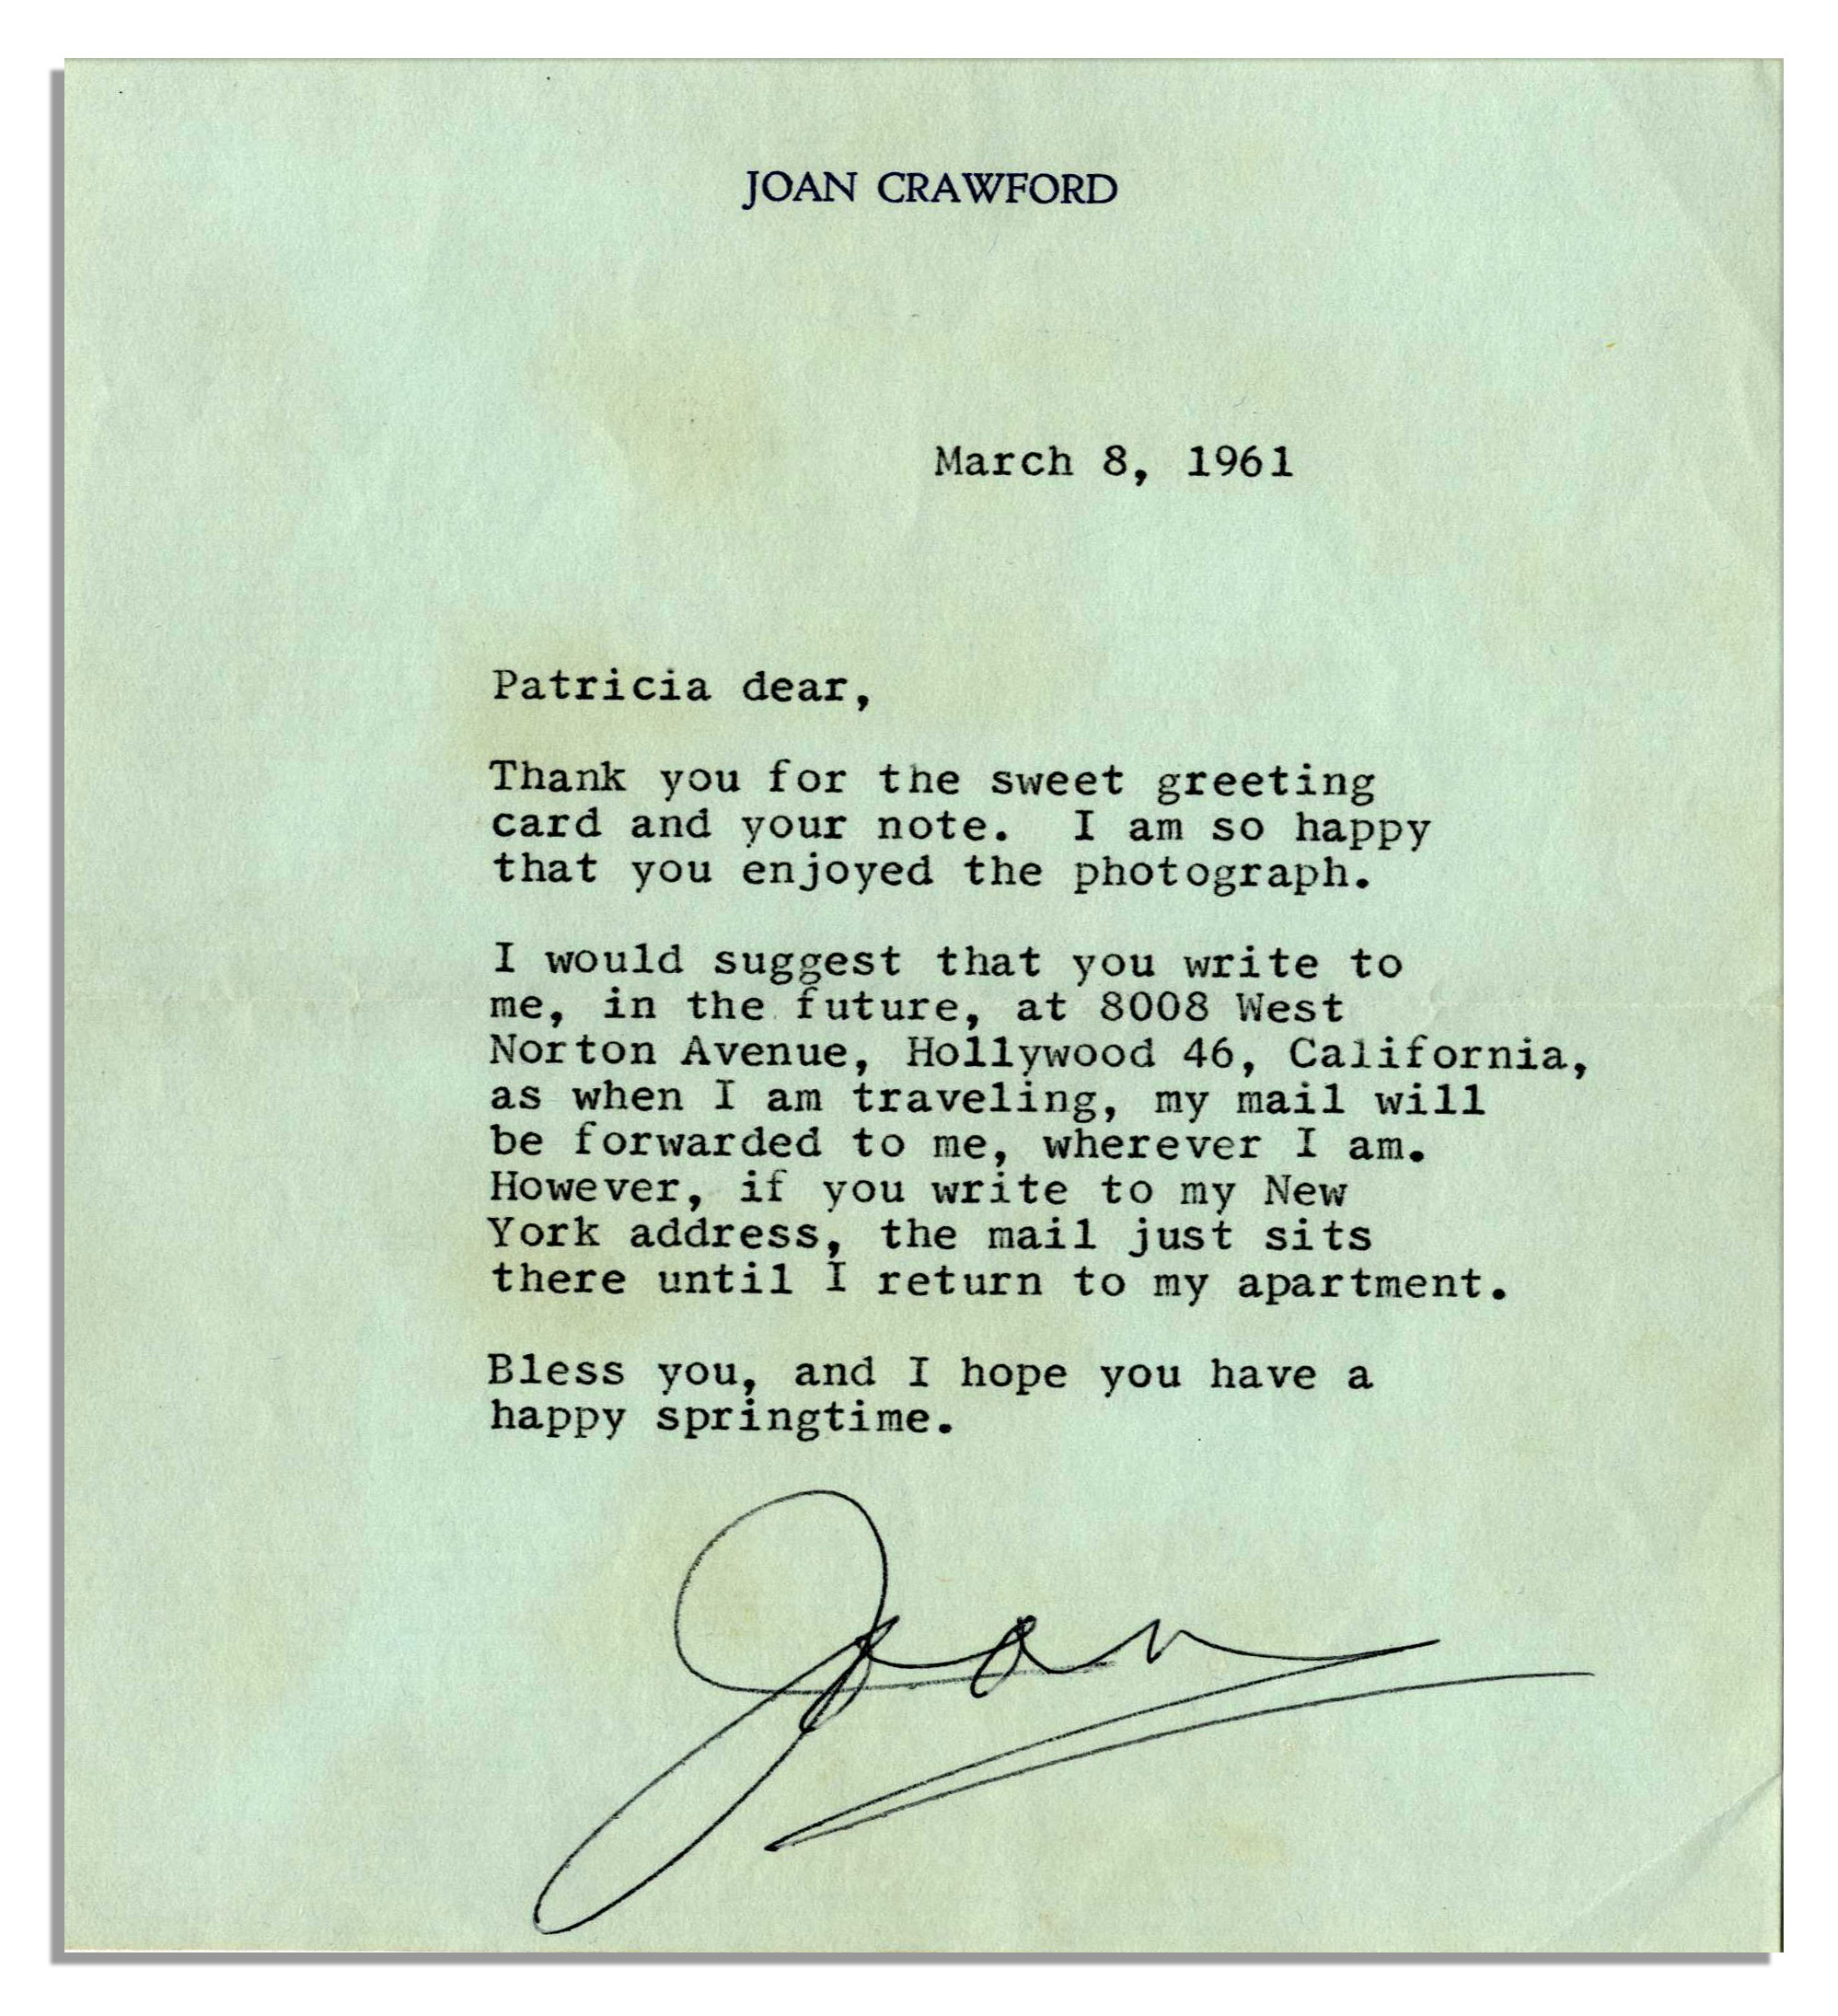 JOAN CRAWFORD
March 8, 1961
Patricia dear,
Thank you for the sweet greeting
card and your note.  I am so happy
that you enjoyed the photograph.
I would suggest that you write to
me, in the future, at 8008 West
Norton Avenue, Hollywood 46, California,
as when I am traveling, my mail will
be forwarded to me, wherever I am.
However, if you write to my New
York address, the mail just sits
there until I return to my apartment.
Bless you, and I hope you have a
happy springtime.
Joan